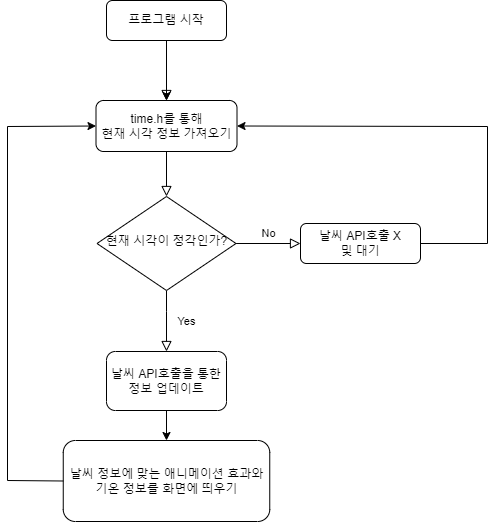 프로그램 시작
time.h를 통해
현재 시각 정보 가져오기
현재 시각이 정각인가?
No
날씨 API호출 X
및 대기
Yes
날씨 API호출을 통한
정보 업데이트
날씨 정보에 맞는 애니메이션 효과와
기온 정보를 화면에 띄우기